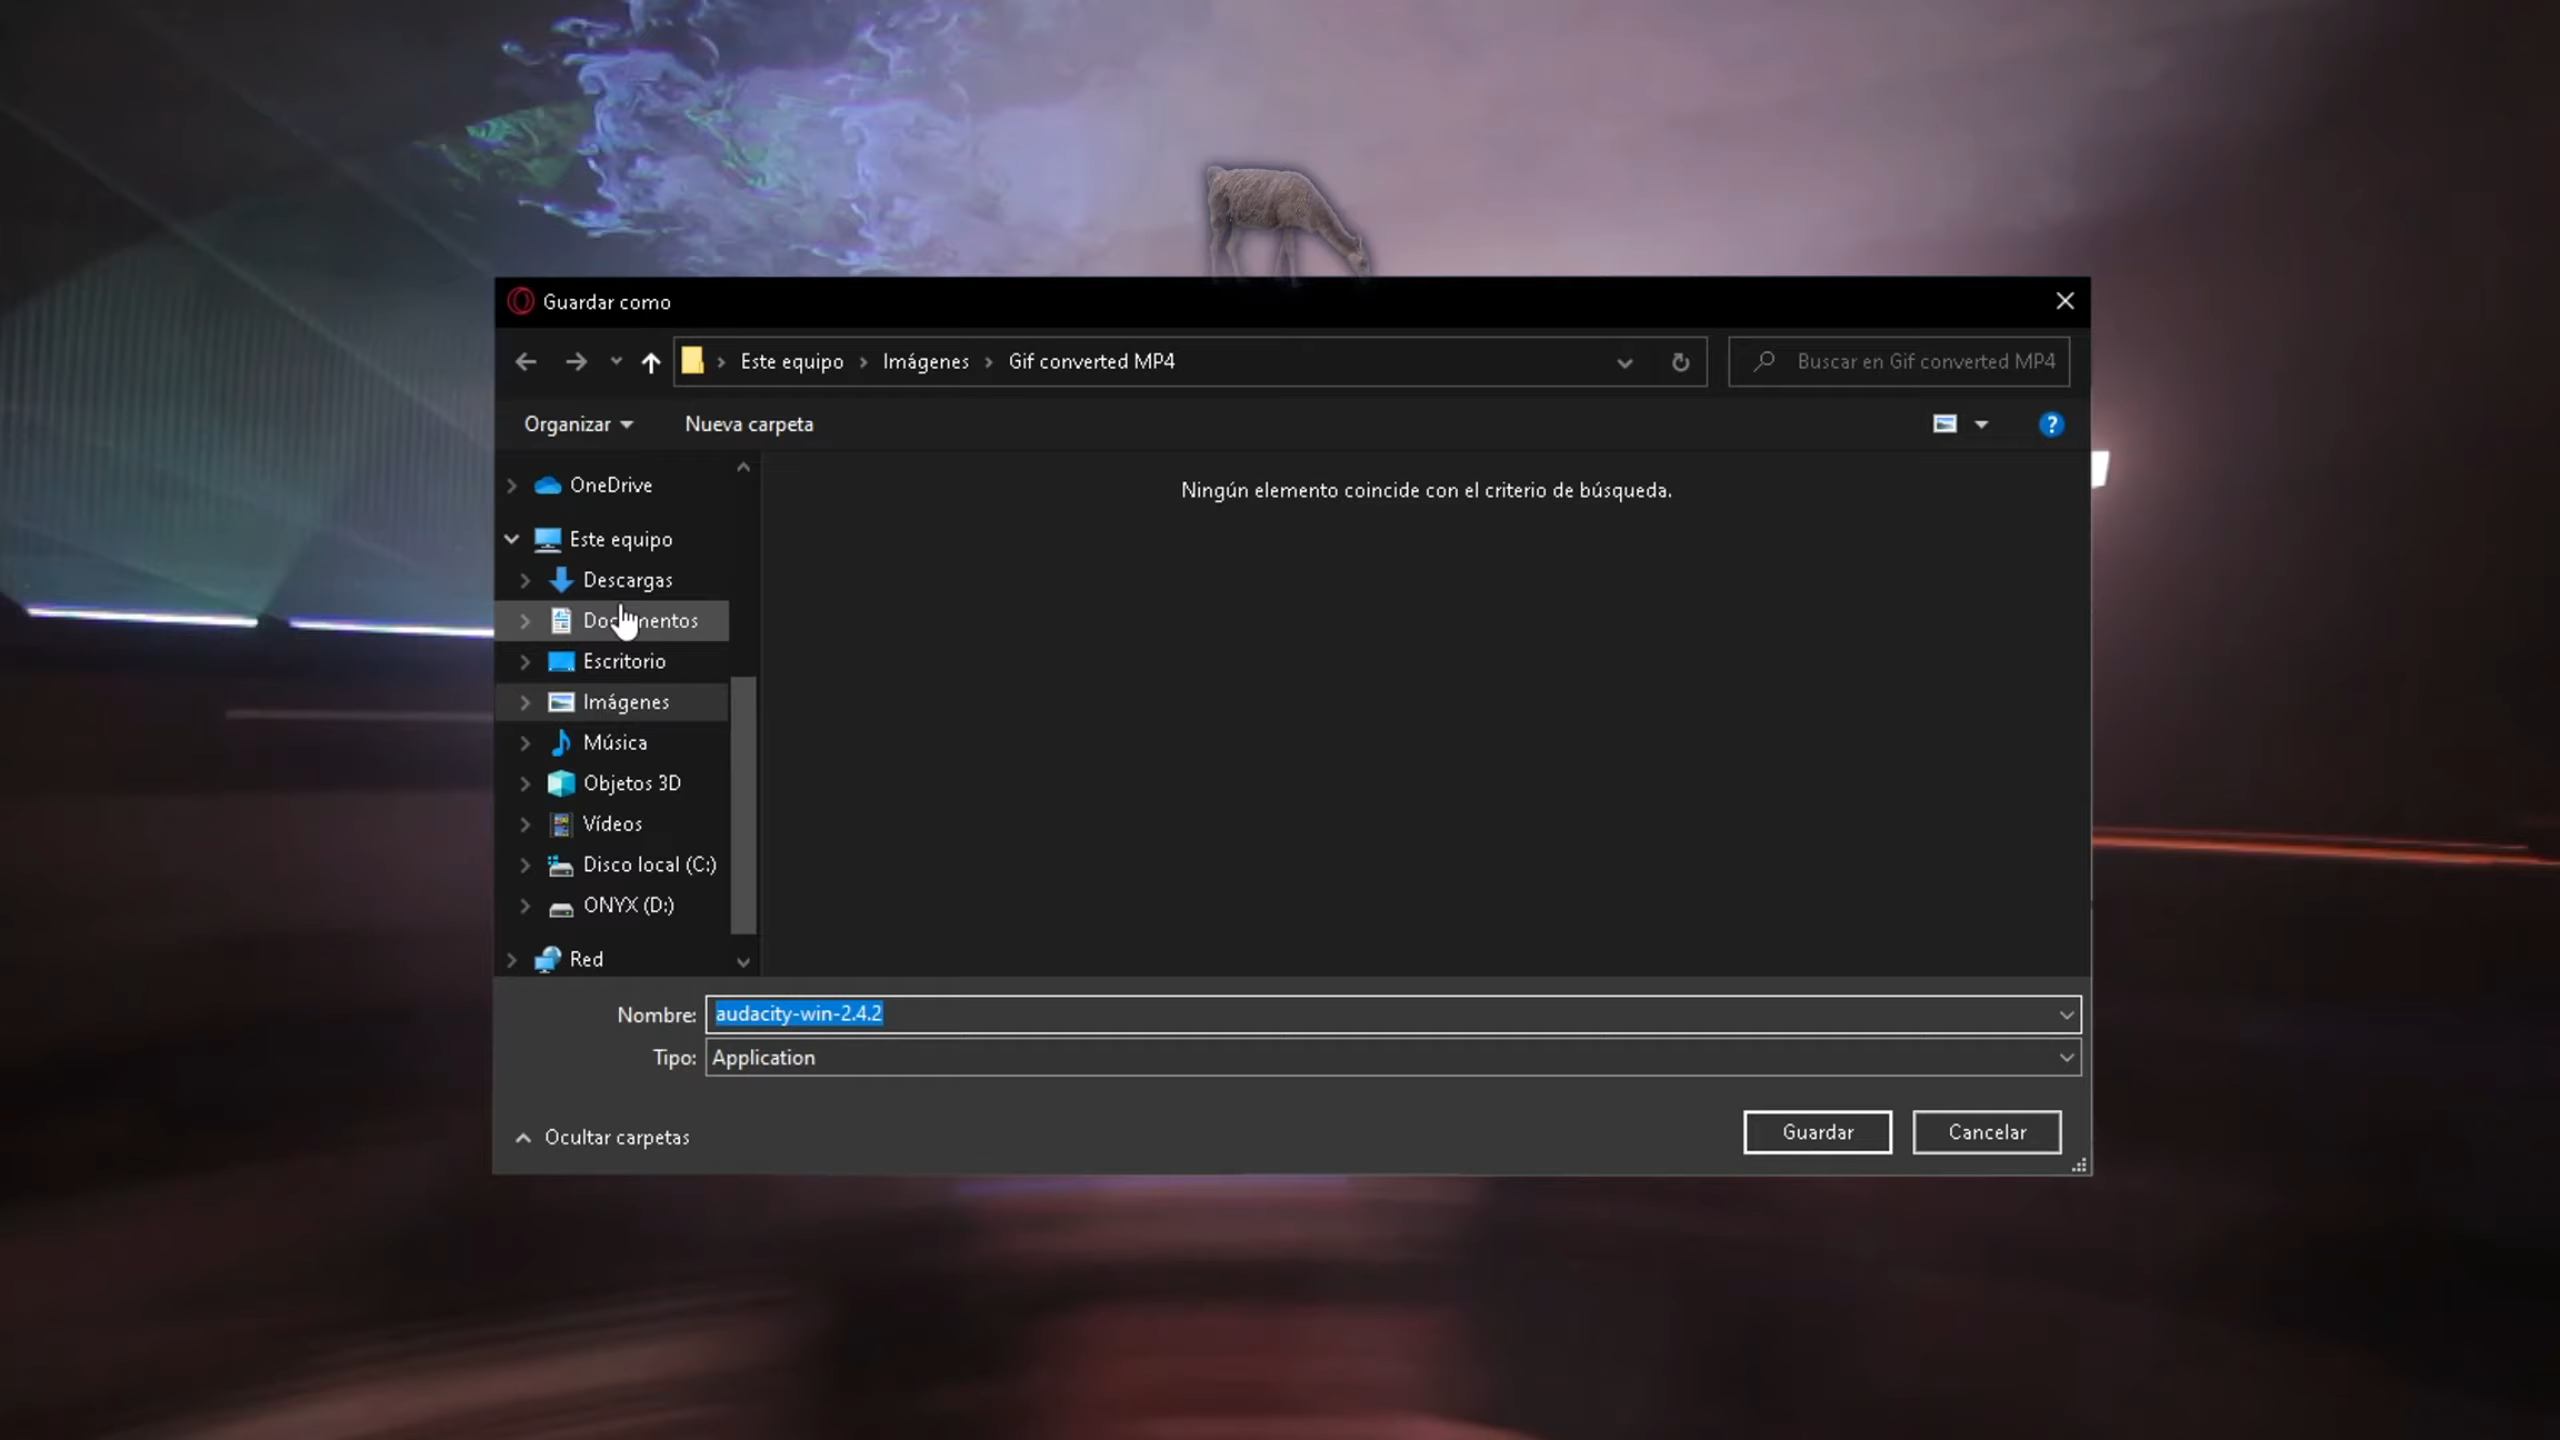 Guardar como
Este equipo Imágenes Gif converted MP4 Buscar en Gif converted MP4
Organizar Nueva carpeta
OneDrive
Ningún elemento coincide con el criterio de búsqueda.
Este equipo
Descargas
Documentos
Escritorio
Imágenes
Música
Objetos 3D
Vídeos
Disco local (C:)
ONYX (D:)
Red
Nombre: audacity-win-2.4.2
Tipo: Application
Ocultar carpetas Guardar Cancelar